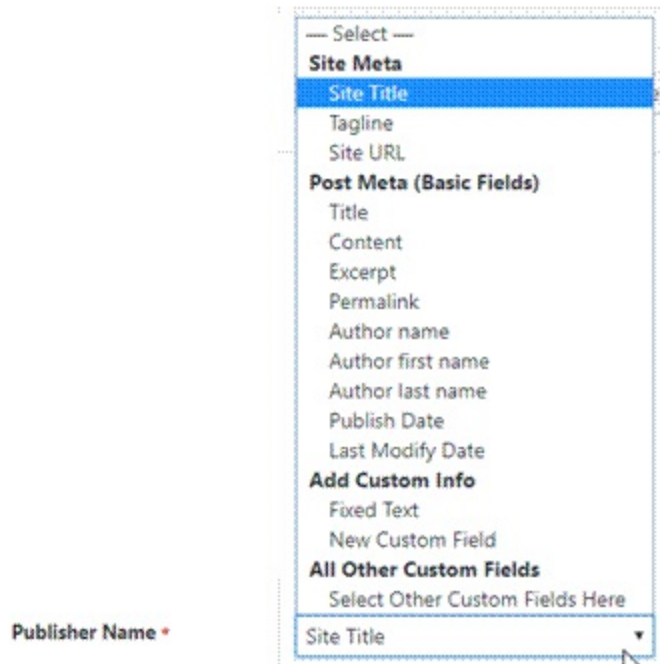 — Select —
Site Meta
Site Title
Tagline
Site URL
Post Meta (Basic Fields)
Title
Content
Excerpt
Permalink
Author name
Author first name
Author last name
Publish Date
Last Modify Date
Add Custom Info
Fixed Text
New Custom Field
All Other Custom Fields
Select Other Custom Fields Here
Publisher Name * Site Title